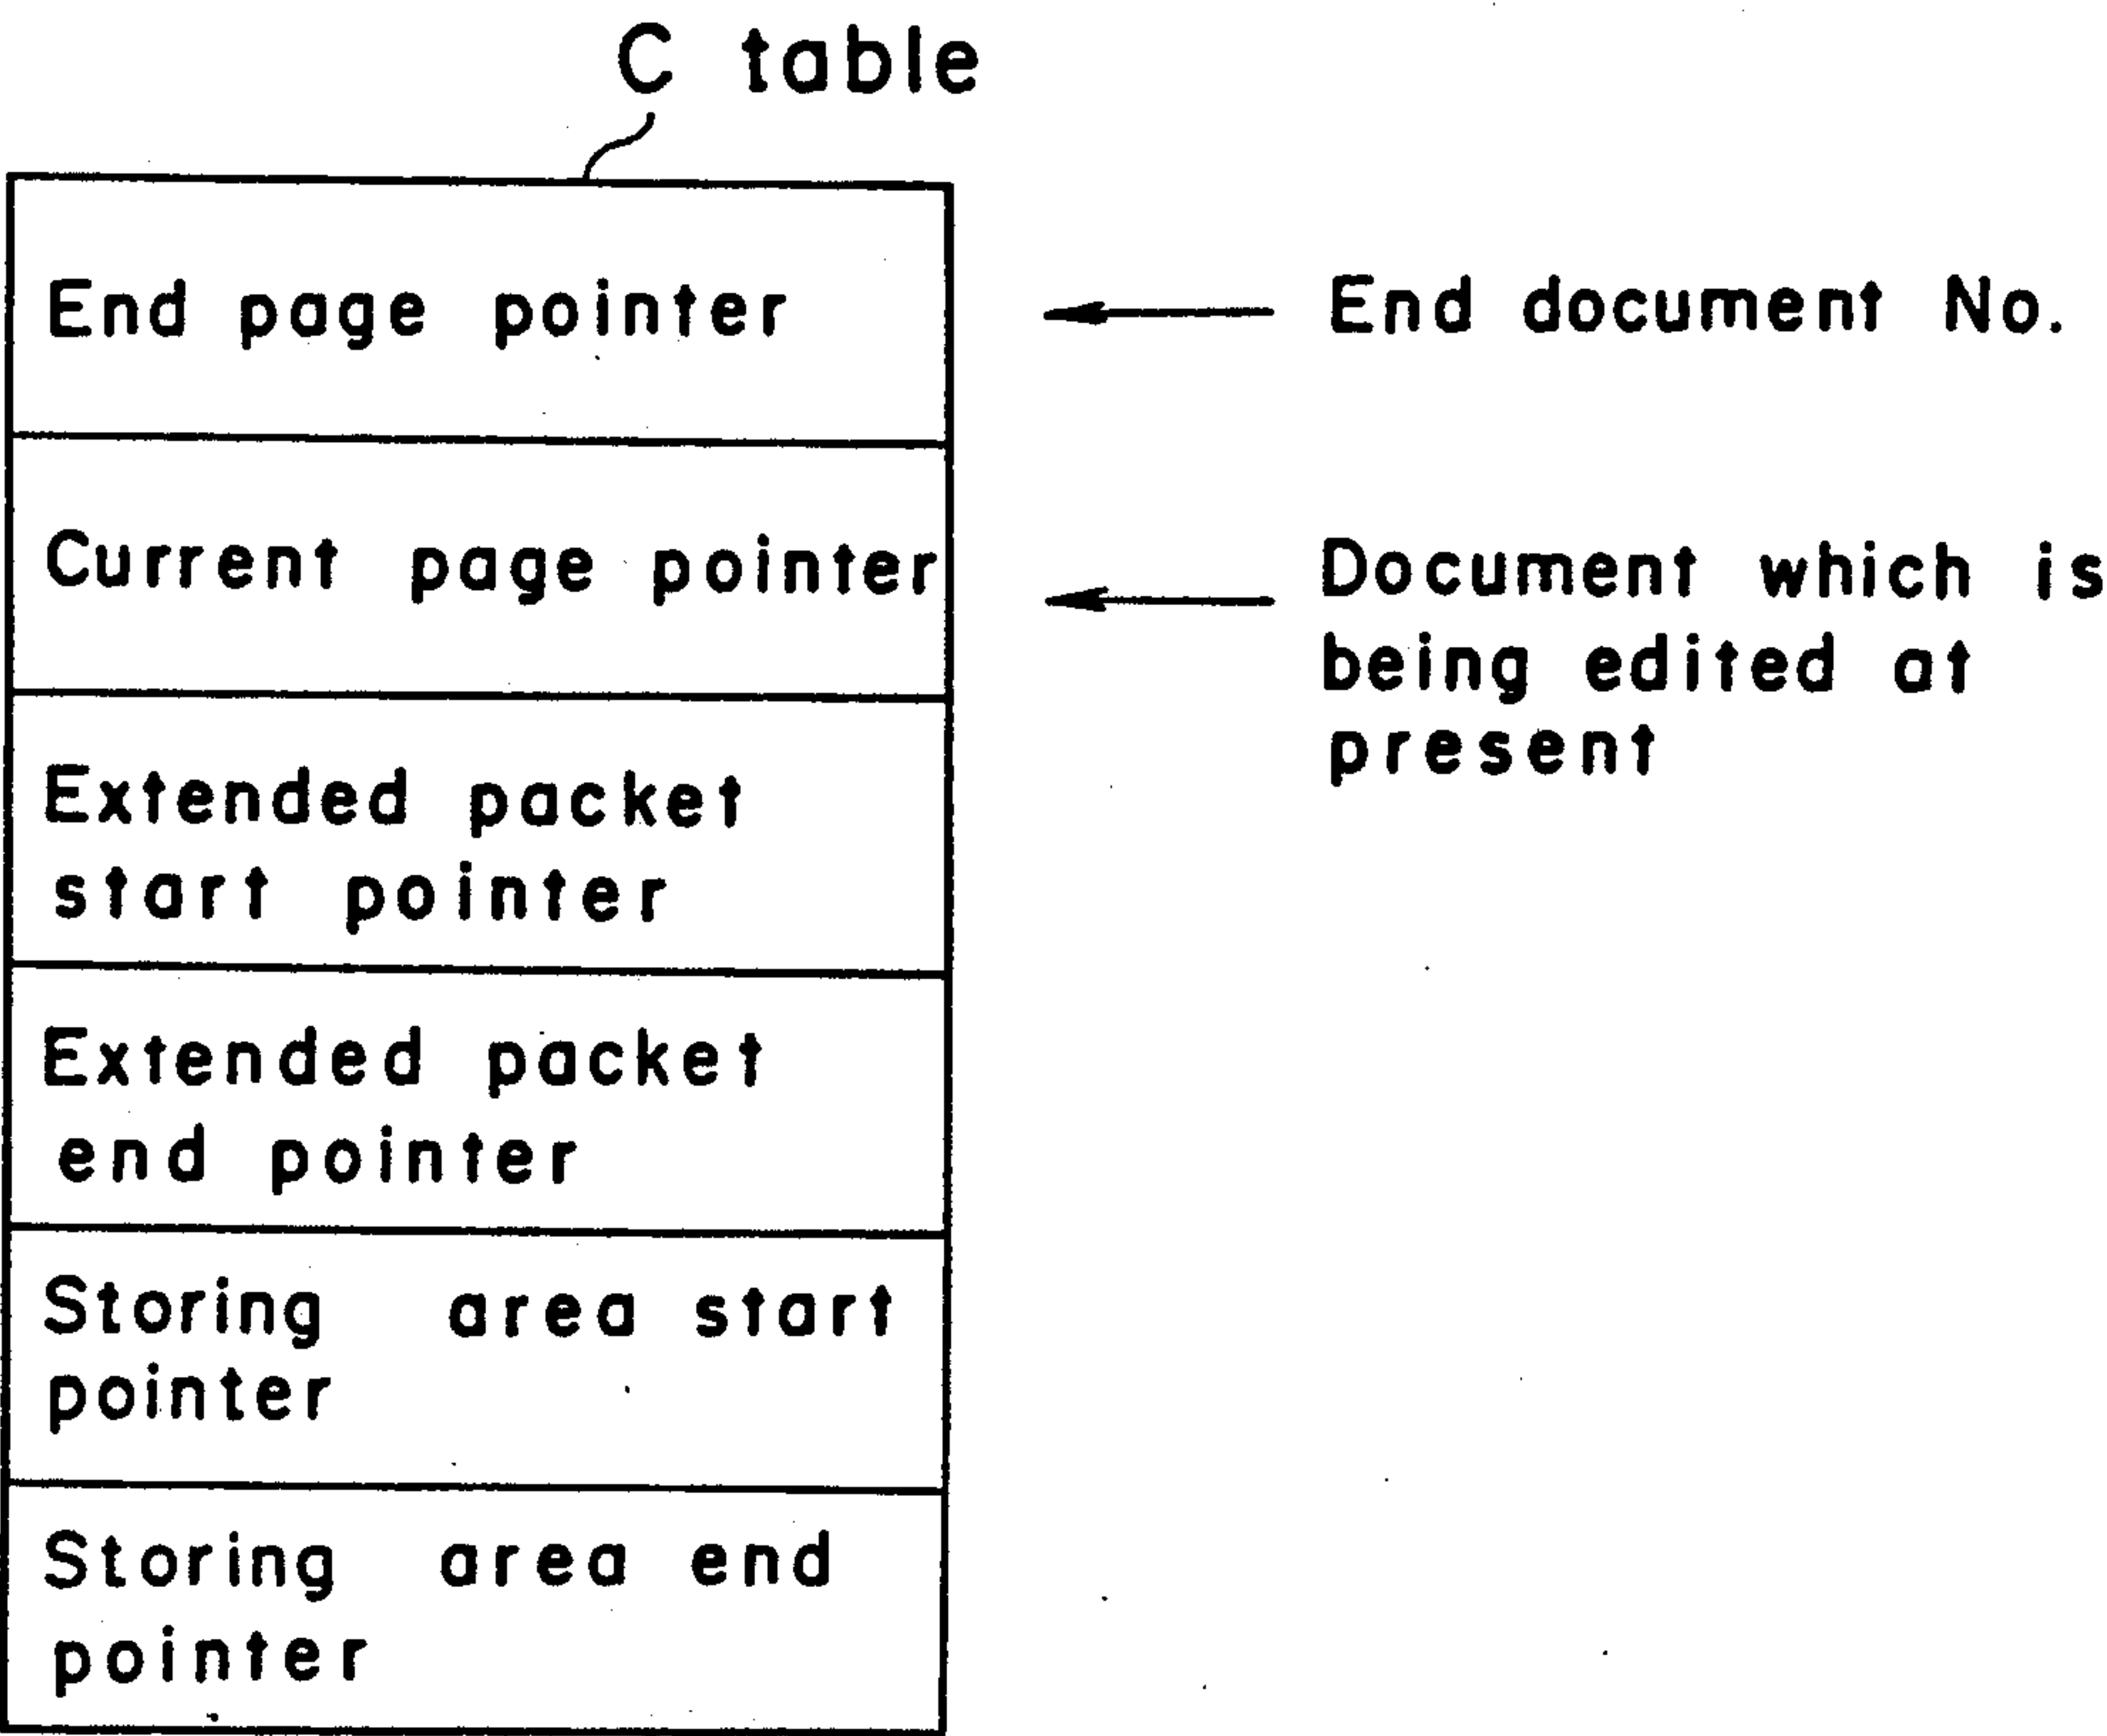 C table
End page pointer
End document No.
Current page pointer
Document which is
being edited at
present
Extended packet
start pointer
Extended packet
end pointer
Storing area start
pointer
Storing area end
pointer